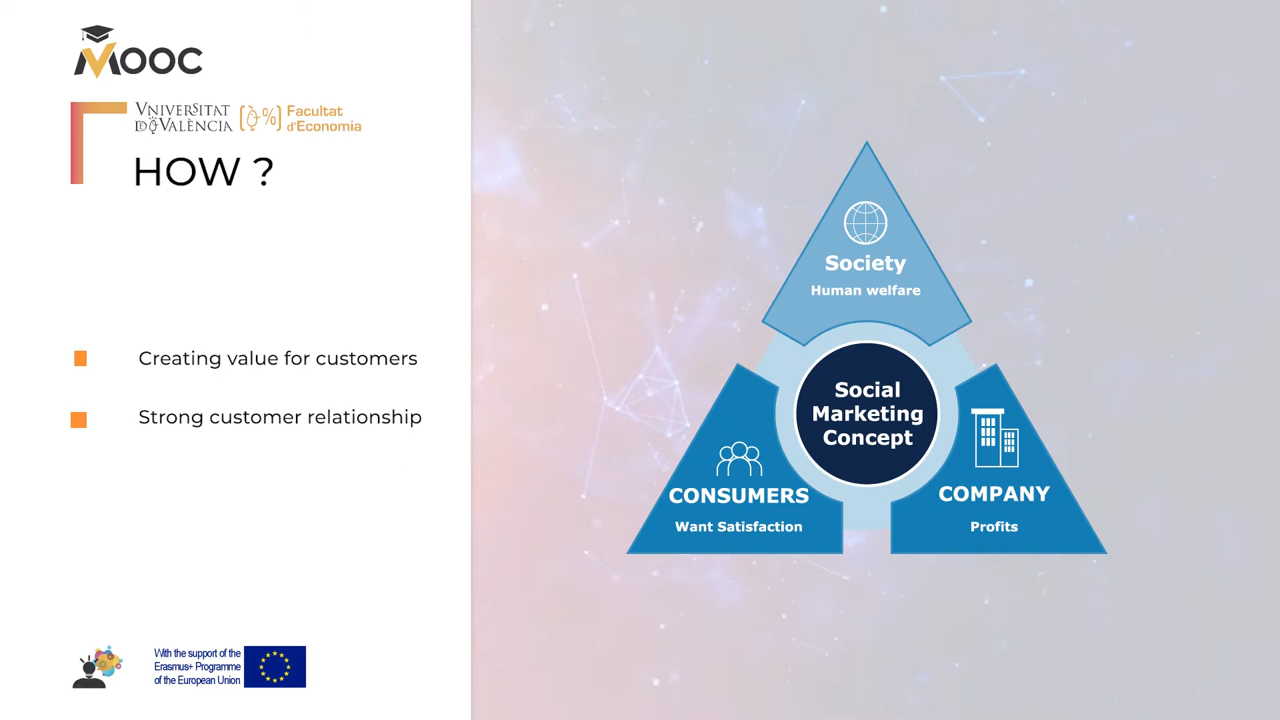 MOOC
VNIVERSITAT
D VALÈNCIA
Facultat
d'Economia
HOW ?
Creating value for customers
Strong customer relationship
With the support of the
Erasmus+ Programme
of the European Union
Society
Human welfare
Social
Marketing
Concept
CONSUMERS
Want Satisfaction
COMPANY
Profits